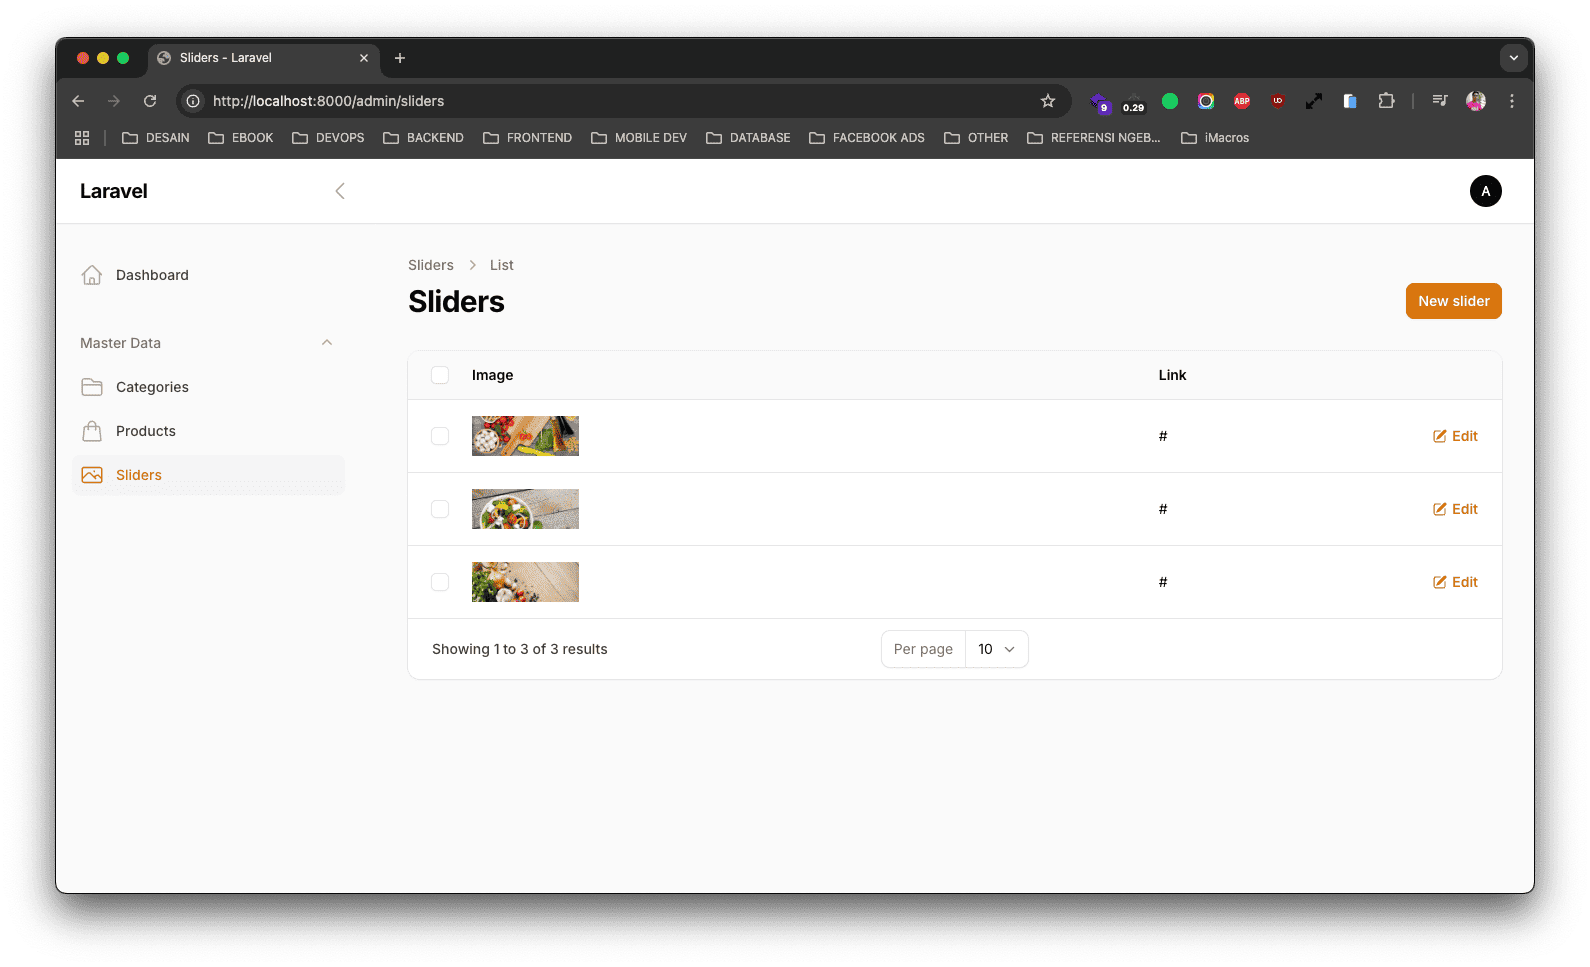 Sliders - Laravel
http://localhost:8000/admin/sliders
9
0.29
ABP
UO
DESAIN
EBOOK
DEVOPS
BACKEND
FRONTEND
MOBILE DEV
DATABASE
FACEBOOK ADS
OTHER
REFERENSI NGEB...
iMacros
Laravel
A
Dashboard
Master Data
Categories
Products
Sliders
Sliders
List
Sliders
New slider
Image
Link
#
Edit
#
Edit
#
Edit
Showing 1 to 3 of 3 results
Per page
10